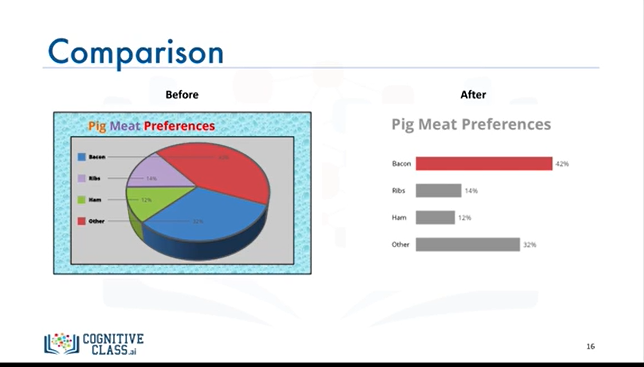 Comparison
Before
After
Pig Meat Preferences
Bacon
Ribs
Ham
Other
14%
12%
Pig Meat Preferences
Bacon
42%
Ribs
14%
Ham
12%
Other
32%
COGNITIVE
CLASS.ai
16